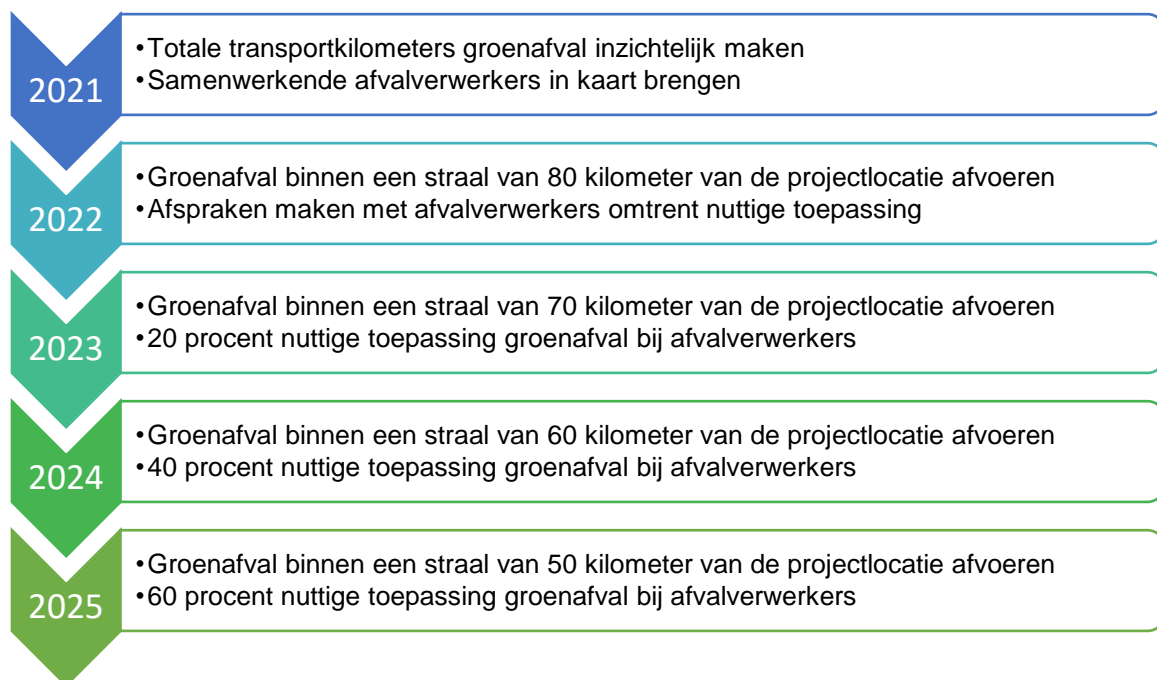 2021
•Totale transportkilometers groenafval inzichtelijk maken
•Samenwerkende afvalverwerkers in kaart brengen
2022
•Groenafval binnen een straal van 80 kilometer van de projectlocatie afvoeren
•Afspraken maken met afvalverwerkers omtrent nuttige toepassing
2023
•Groenafval binnen een straal van 70 kilometer van de projectlocatie afvoeren
•20 procent nuttige toepassing groenafval bij afvalverwerkers
2024
•Groenafval binnen een straal van 60 kilometer van de projectlocatie afvoeren
•40 procent nuttige toepassing groenafval bij afvalverwerkers
2025
•Groenafval binnen een straal van 50 kilometer van de projectlocatie afvoeren
•60 procent nuttige toepassing groenafval bij afvalverwerkers